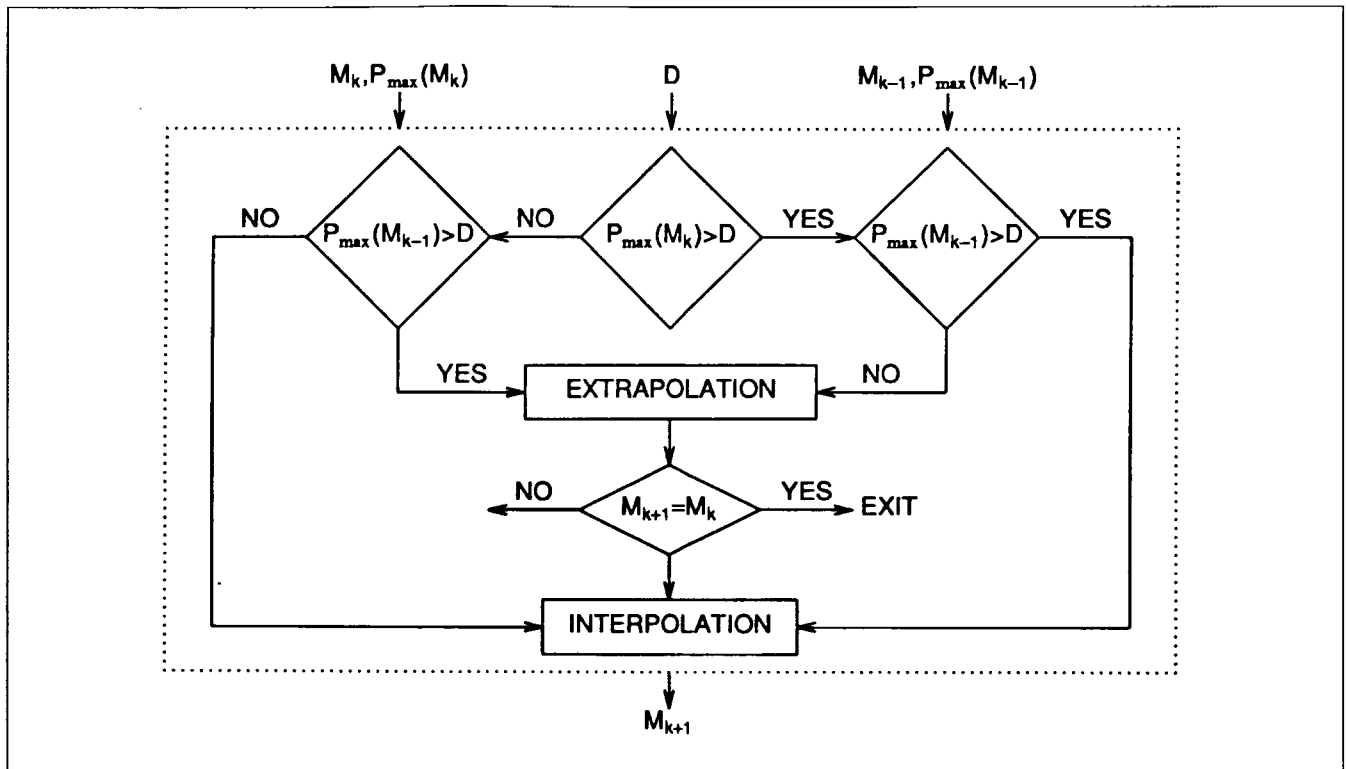 M_k,P_max(M_k) D M_{k-1},P_max(M_{k-1})
NO NO YES YES
P_max(M_{k-1})>D P_max(M_k)>D P_max(M_{k-1})>D
YES EXTRAPOLATION NO
NO M_{k+1}=M_k YES EXIT
INTERPOLATION
M_{k+1}